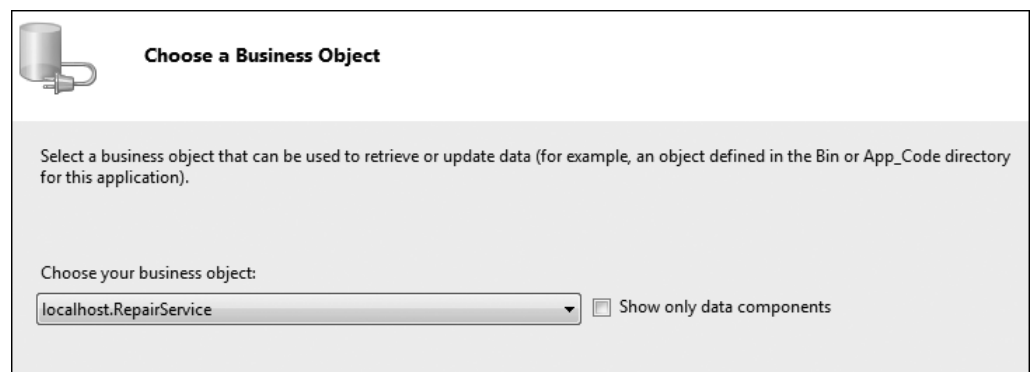 Choose a Business Object
Select a business object that can be used to retrieve or update data (for example, an object defined in the Bin or App_Code directory
for this application).
Choose your business object:
localhost.RepairService
Show only data components